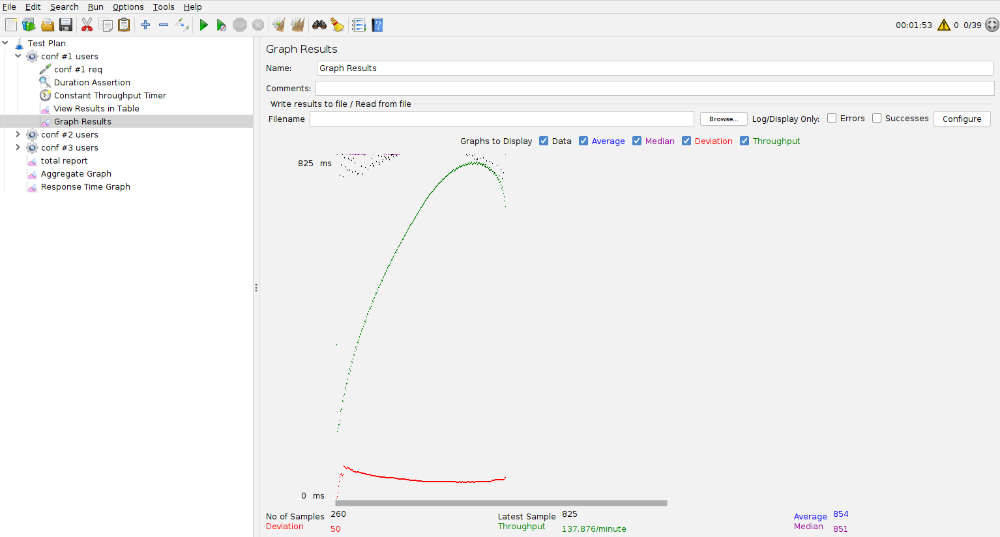 File Edit Search Run Options Tools Help
STOP
00:01:53 0 0/39
Test Plan
conf #1 users
conf #1 req
Duration Assertion
Constant Throughput Timer
View Results in Table
Graph Results
conf #2 users
conf #3 users
total report
Aggregate Graph
Response Time Graph
Graph Results
Name: Graph Results
Comments:
Write results to file / Read from file
Filename Browse... Log/Display Only: Errors Successes Configure
Graphs to Display Data Average Median Deviation Throughput
825 ms
0 ms
No of Samples 260 Latest Sample 825 Average 854
Deviation 50 Throughput 137.876/minute Median 851